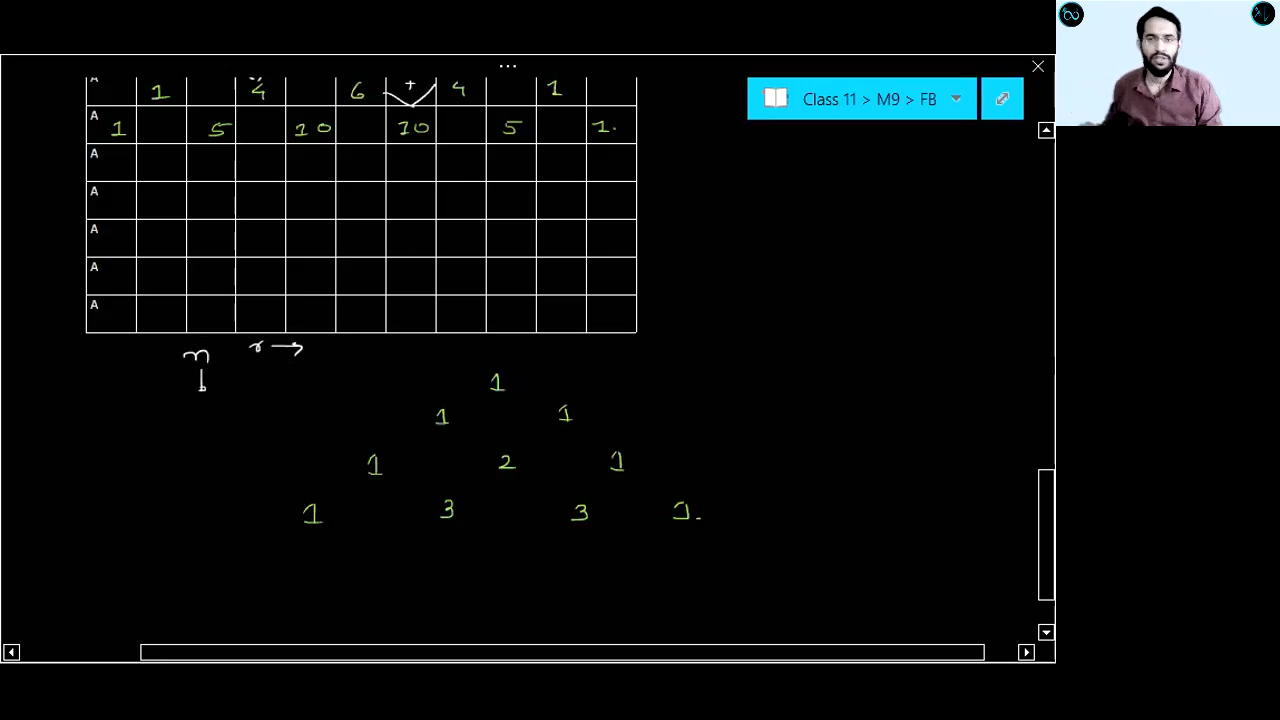 ...
Class 11 > M9 > FB
A 1 4 6 + 4 1
A 1 5 10 10 5 1.
A
A
A
A
A
n r →
1
1 1
1 2 1
1 3 3 1.